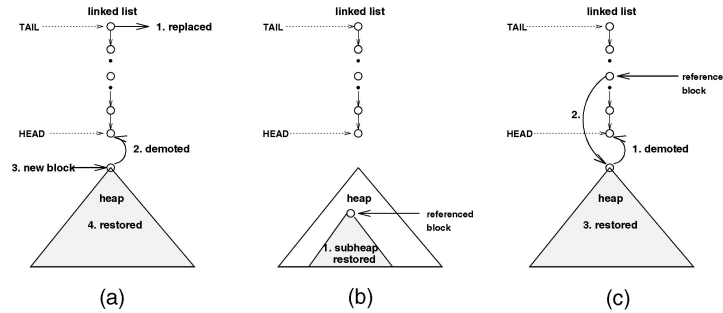 linked list
TAIL
1. replaced
HEAD
2. demoted
3. new block
heap
4. restored
(a)
linked list
TAIL
HEAD
heap
referenced
block
1. subheap
restored
(b)
linked list
TAIL
reference
block
2.
HEAD
1. demoted
heap
3. restored
(c)